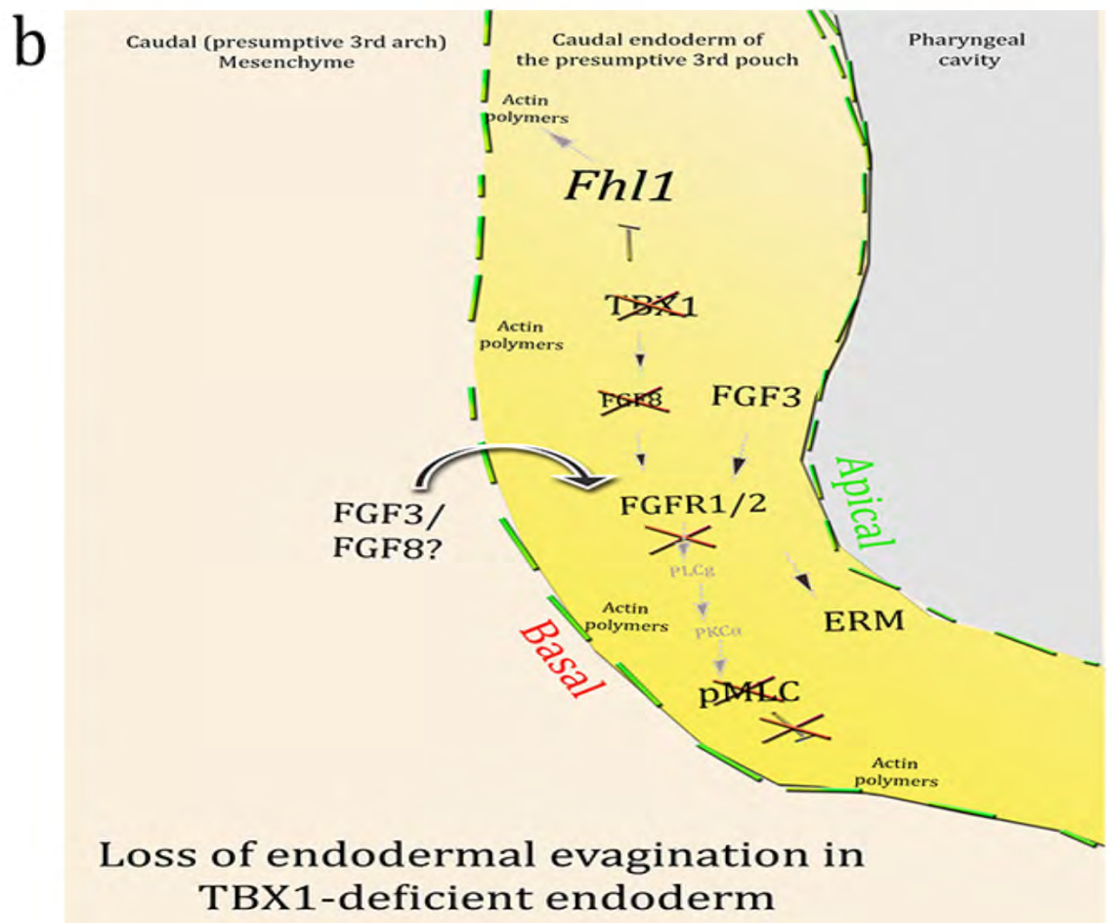 b
Caudal (presumptive 3rd arch)
Mesenchyme
Caudal endoderm of
the presumptive 3rd pouch
Pharyngeal
cavity
Actin
polymers
Fhl1
TBX1
Actin
polymers
FGF8
FGF3
FGF3/
FGF8?
FGFR1/2
Apical
PLCg
Actin
polymers
PKCα
ERM
Basal
pMLC
Actin
polymers
Loss of endodermal evagination in
TBX1-deficient endoderm